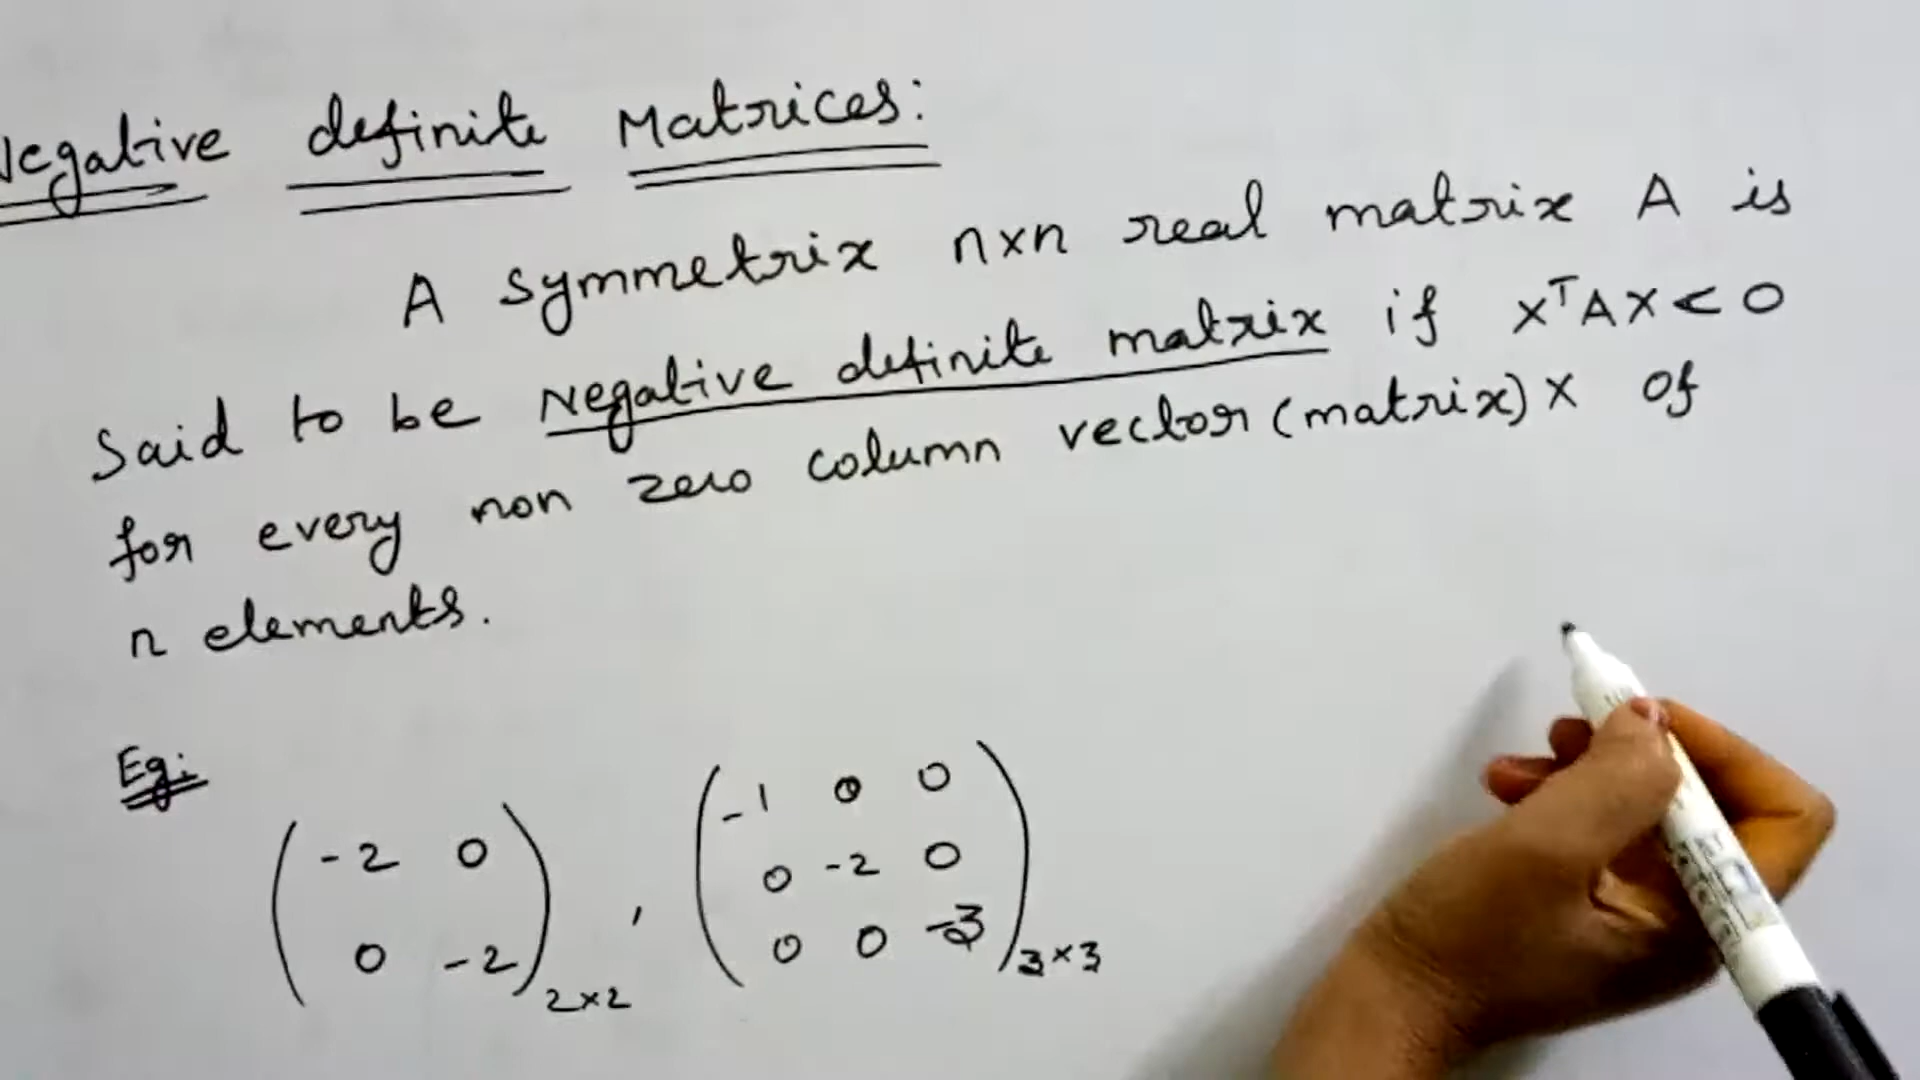 Negative definite Matrices:
A symmetrix nxn real matrix A is
Said to be Negative definite matrix if X^T A X < 0
for every non zero column vector (matrix) X of
n elements.
Eg:
( -2 0 ) , ( -1 0 0 )
( 0 -2 ) 2×2 ( 0 -2 0 )
( 0 0 -3 ) 3×3